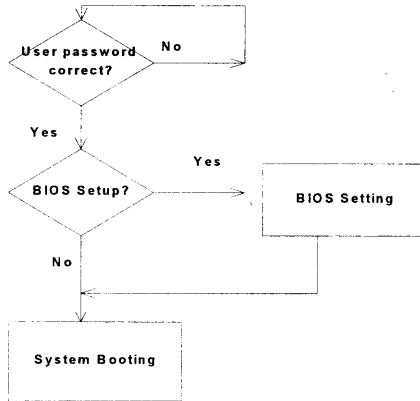 User password
correct?
No
Yes
BIOS Setup?
Yes
BIOS Setting
No
System Booting